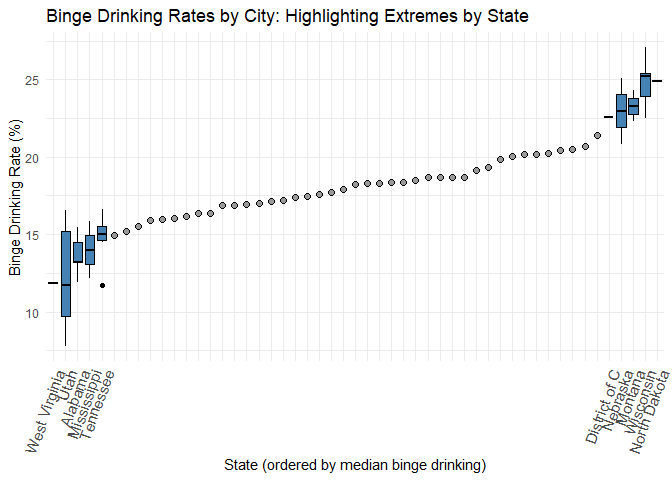 Binge Drinking Rates by City: Highlighting Extremes by State
Binge Drinking Rate (%)
25
20
15
10
West Virginia
Utah
Alabama
Mississippi
Tennessee
District of C
Nebraska
Montana
Wisconsin
North Dakota
State (ordered by median binge drinking)